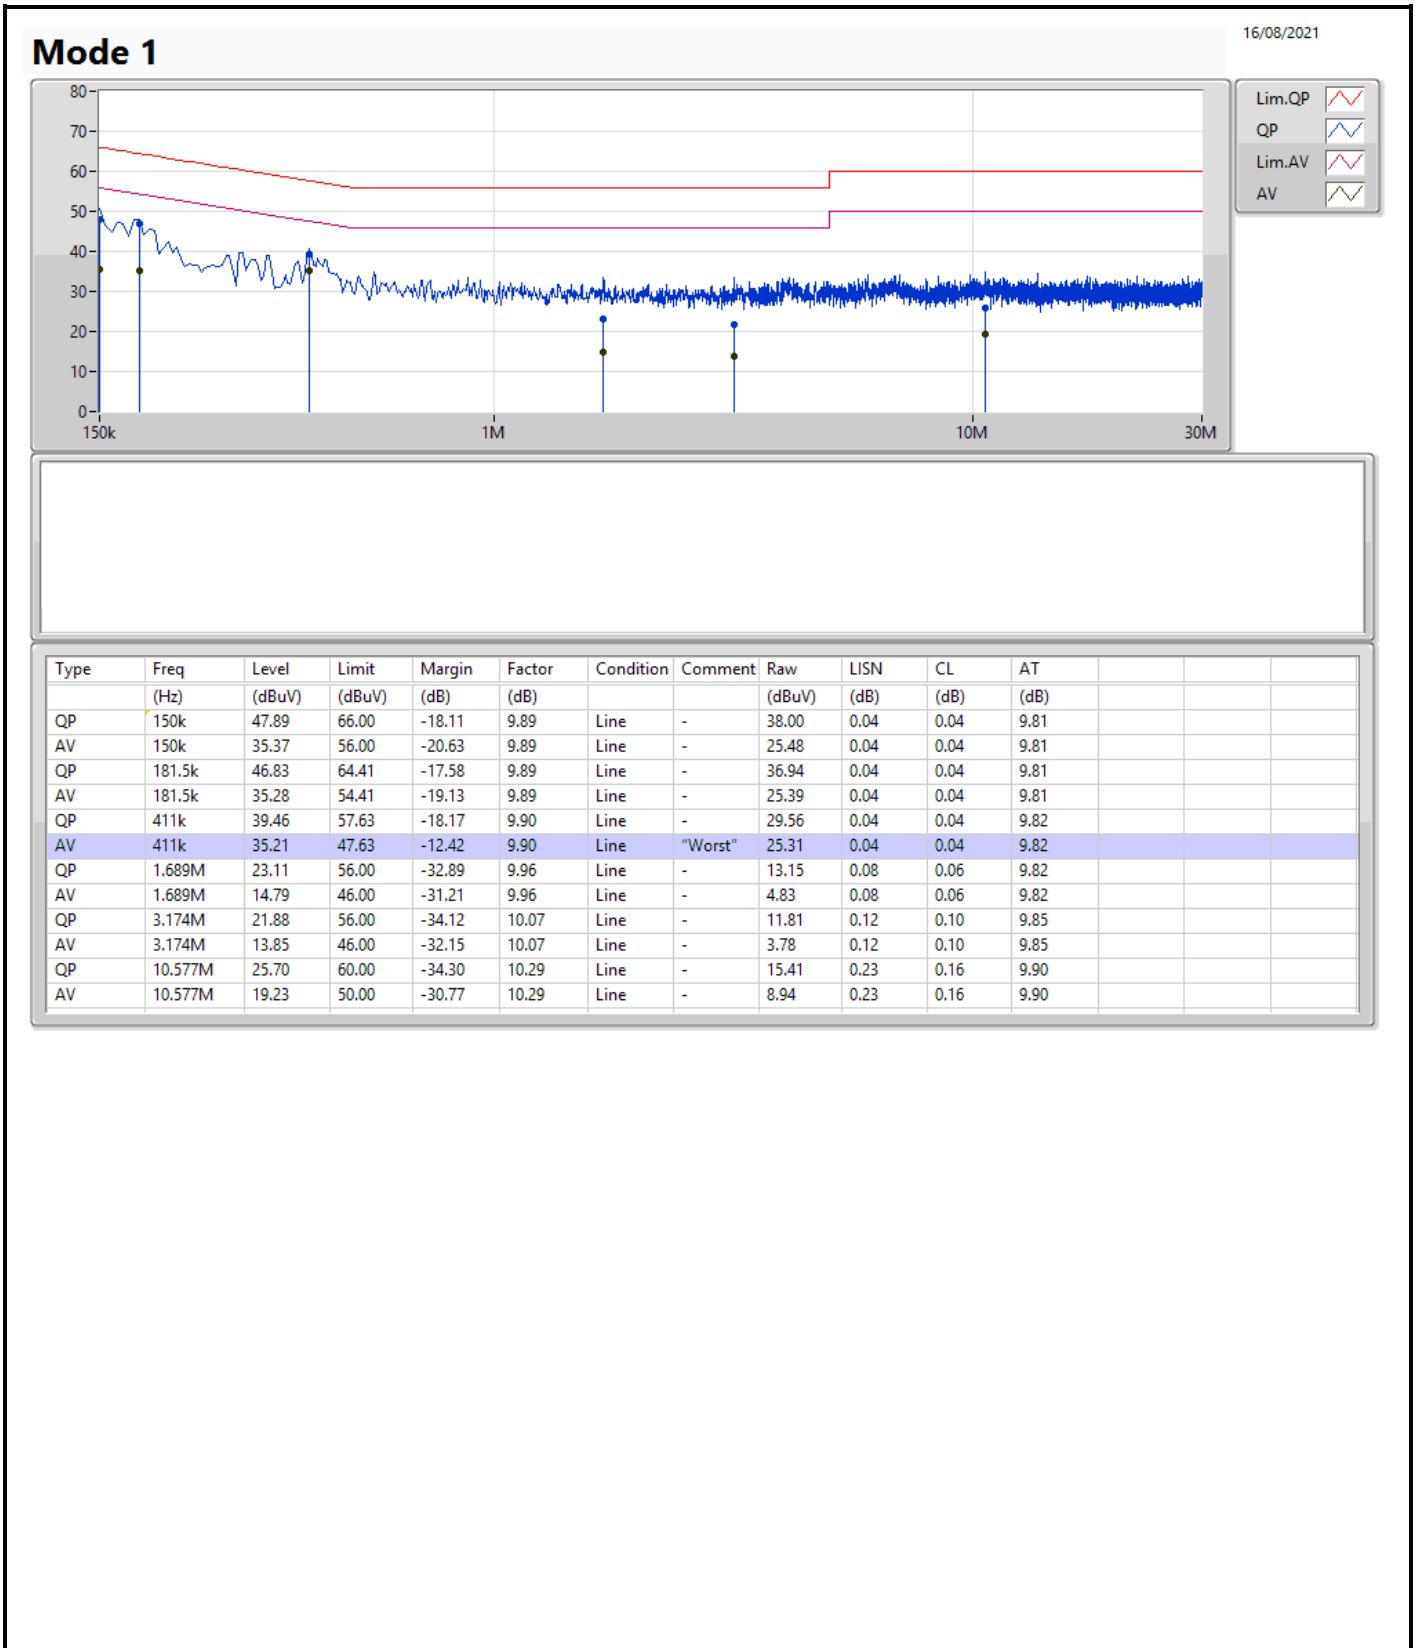 16/08/2021
Mode 1
80
70
60
50
40
30
20
10
0
150k 1M 10M 30M
Lim.QP
QP
Lim.AV
AV
Type Freq Level Limit Margin Factor Condition Comment Raw LISN CL AT
(Hz) (dBuV) (dBuV) (dB) (dB) (dBuV) (dB) (dB) (dB)
QP 150k 47.89 66.00 -18.11 9.89 Line - 38.00 0.04 0.04 9.81
AV 150k 35.37 56.00 -20.63 9.89 Line - 25.48 0.04 0.04 9.81
QP 181.5k 46.83 64.41 -17.58 9.89 Line - 36.94 0.04 0.04 9.81
AV 181.5k 35.28 54.41 -19.13 9.89 Line - 25.39 0.04 0.04 9.81
QP 411k 39.46 57.63 -18.17 9.90 Line - 29.56 0.04 0.04 9.82
AV 411k 35.21 47.63 -12.42 9.90 Line "Worst" 25.31 0.04 0.04 9.82
QP 1.689M 23.11 56.00 -32.89 9.96 Line - 13.15 0.08 0.06 9.82
AV 1.689M 14.79 46.00 -31.21 9.96 Line - 4.83 0.08 0.06 9.82
QP 3.174M 21.88 56.00 -34.12 10.07 Line - 11.81 0.12 0.10 9.85
AV 3.174M 13.85 46.00 -32.15 10.07 Line - 3.78 0.12 0.10 9.85
QP 10.577M 25.70 60.00 -34.30 10.29 Line - 15.41 0.23 0.16 9.90
AV 10.577M 19.23 50.00 -30.77 10.29 Line - 8.94 0.23 0.16 9.90